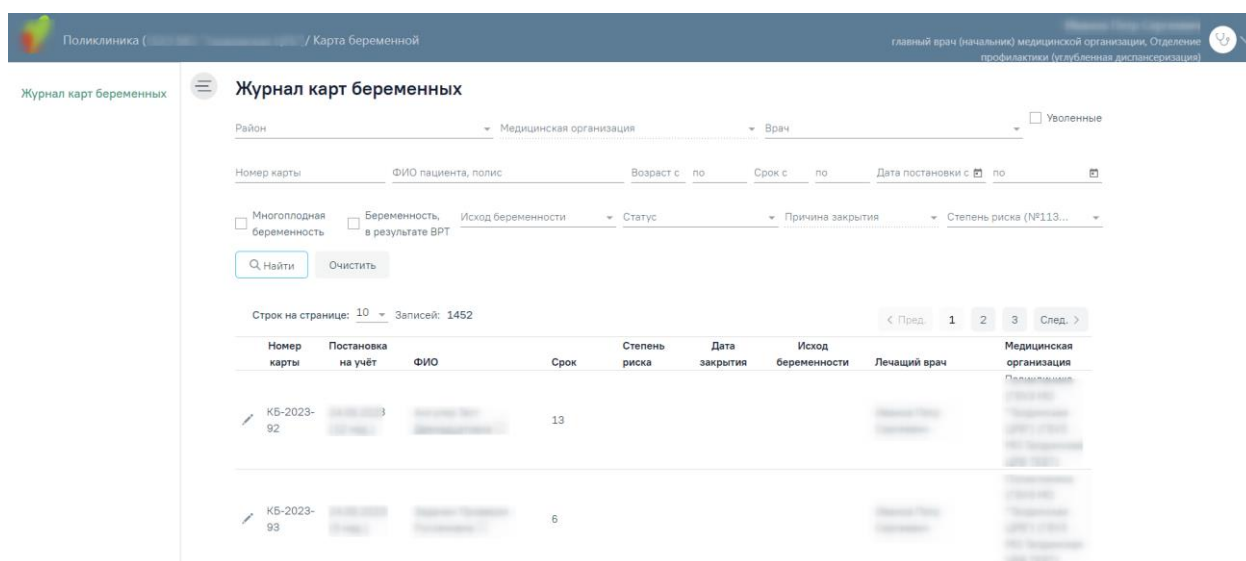 Поликлиника (
/ Карта беременной
главный врач (начальник) медицинской организации, Отделение
профилактики (углубленная диспансеризация)
Журнал карт беременных
Журнал карт беременных
Район Медицинская организация Врач Уволенные
Номер карты ФИО пациента, полис Возраст с по Срок с по Дата постановки с по
Многоплодная Беременность, Исход беременности Статус Причина закрытия Степень риска (№113...
беременность в результате ВРТ
Найти Очистить
Строк на странице: 10 Записей: 1452 < Пред. 1 2 3 След. >
Номер Постановка Степень Дата Исход Медицинская
карты на учёт ФИО Срок риска закрытия беременности Лечащий врач организация
КБ-2023-
92 13
КБ-2023-
93 6